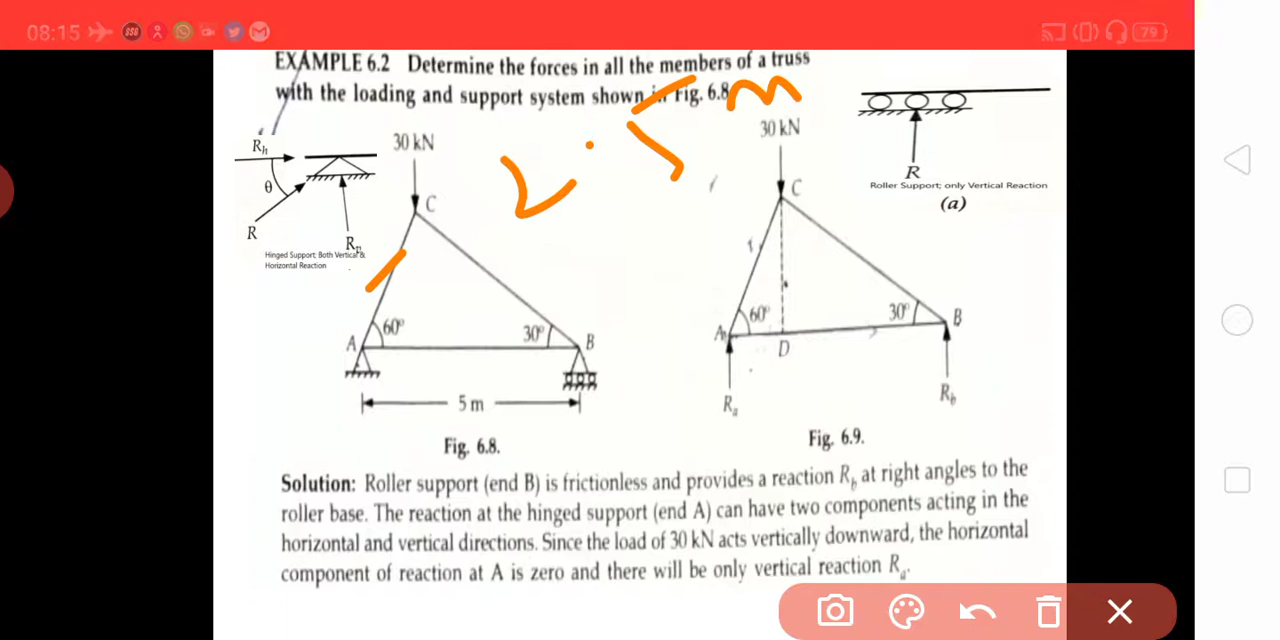 08:15
79
EXAMPLE 6.2 Determine the forces in all the members of a truss
with the loading and support system shown in Fig. 6.8
2.5m
Rh
θ
R
Rv
Hinged Support; Both Vertical &
Horizontal Reaction
30 kN
C
60°
30°
A
B
5 m
Fig. 6.8.
30 kN
C
60°
30°
A
B
D
Ra
Rb
Fig. 6.9.
R
Roller Support; only Vertical Reaction
(a)
Solution: Roller support (end B) is frictionless and provides a reaction Rb at right angles to the
roller base. The reaction at the hinged support (end A) can have two components acting in the
horizontal and vertical directions. Since the load of 30 kN acts vertically downward, the horizontal
component of reaction at A is zero and there will be only vertical reaction Ra.